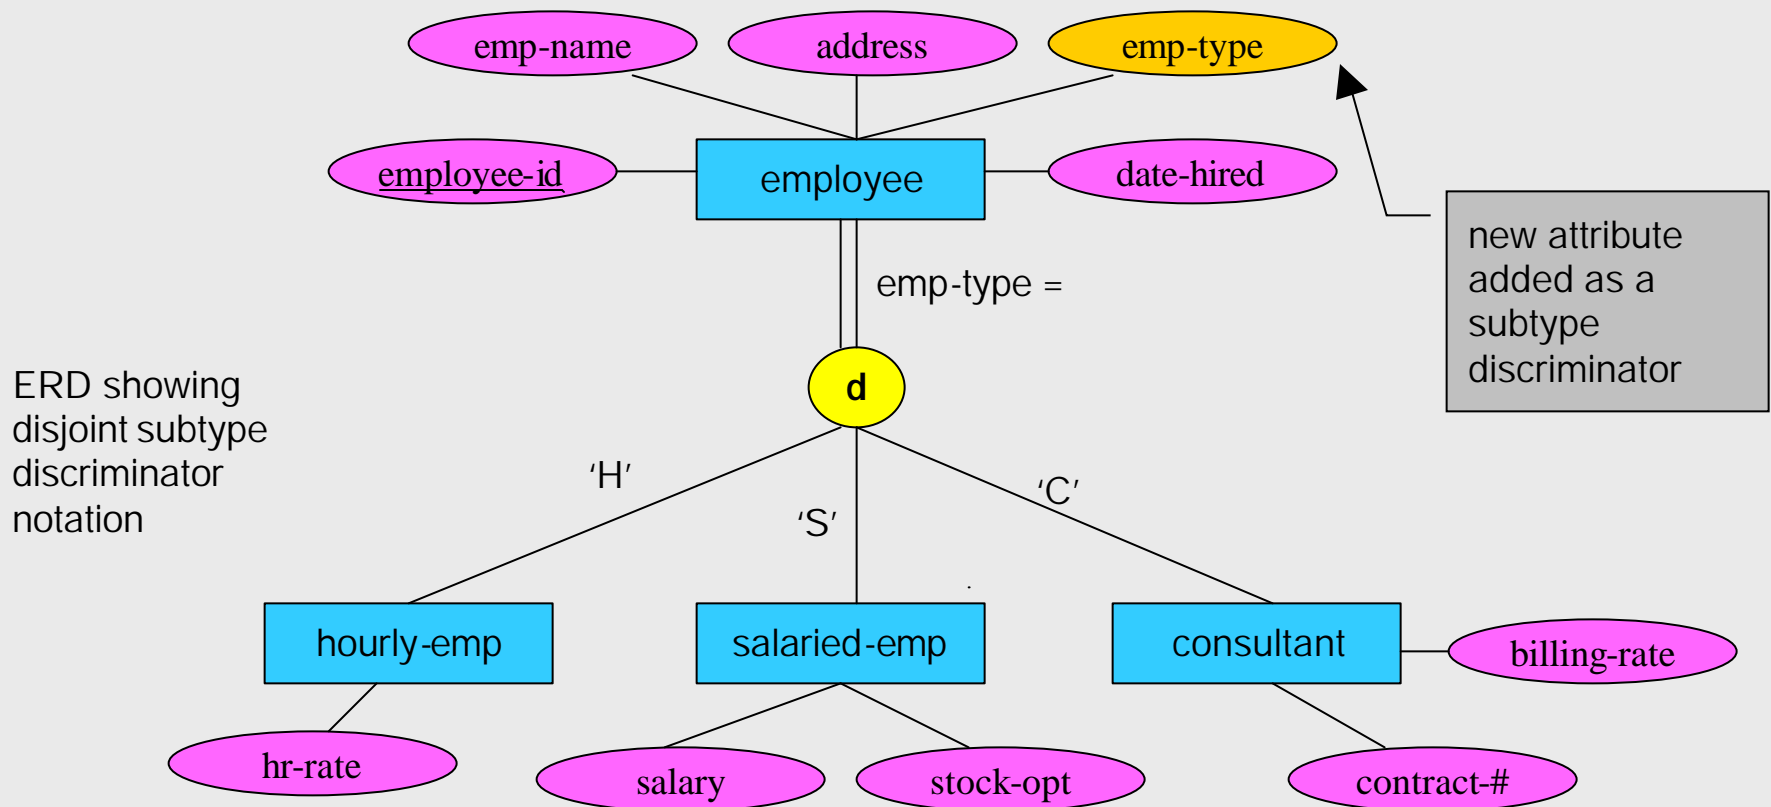 emp-name
address
emp-type
employee-id
employee
date-hired
new attribute
added as a
subtype
discriminator
emp-type =
d
ERD showing
disjoint subtype
discriminator
notation
‘H’
‘S’
‘C’
hourly-emp
salaried-emp
consultant
billing-rate
hr-rate
salary
stock-opt
contract-#